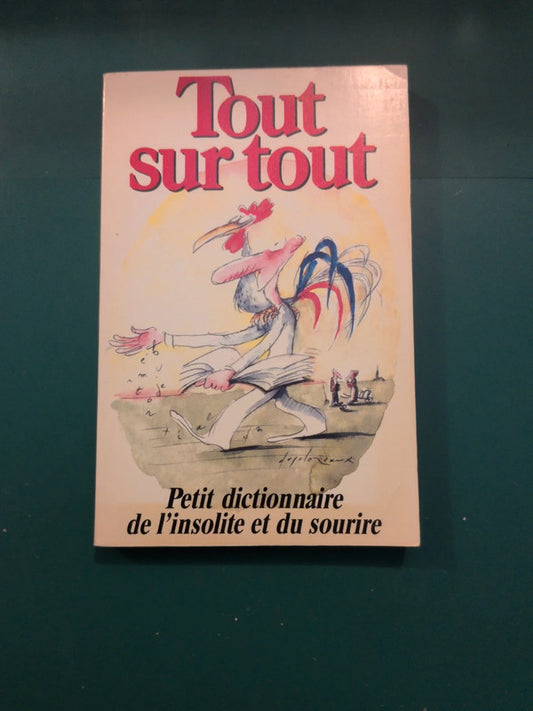 Tout
sur tout
Petit dictionnaire
de l'insolite et du sourire